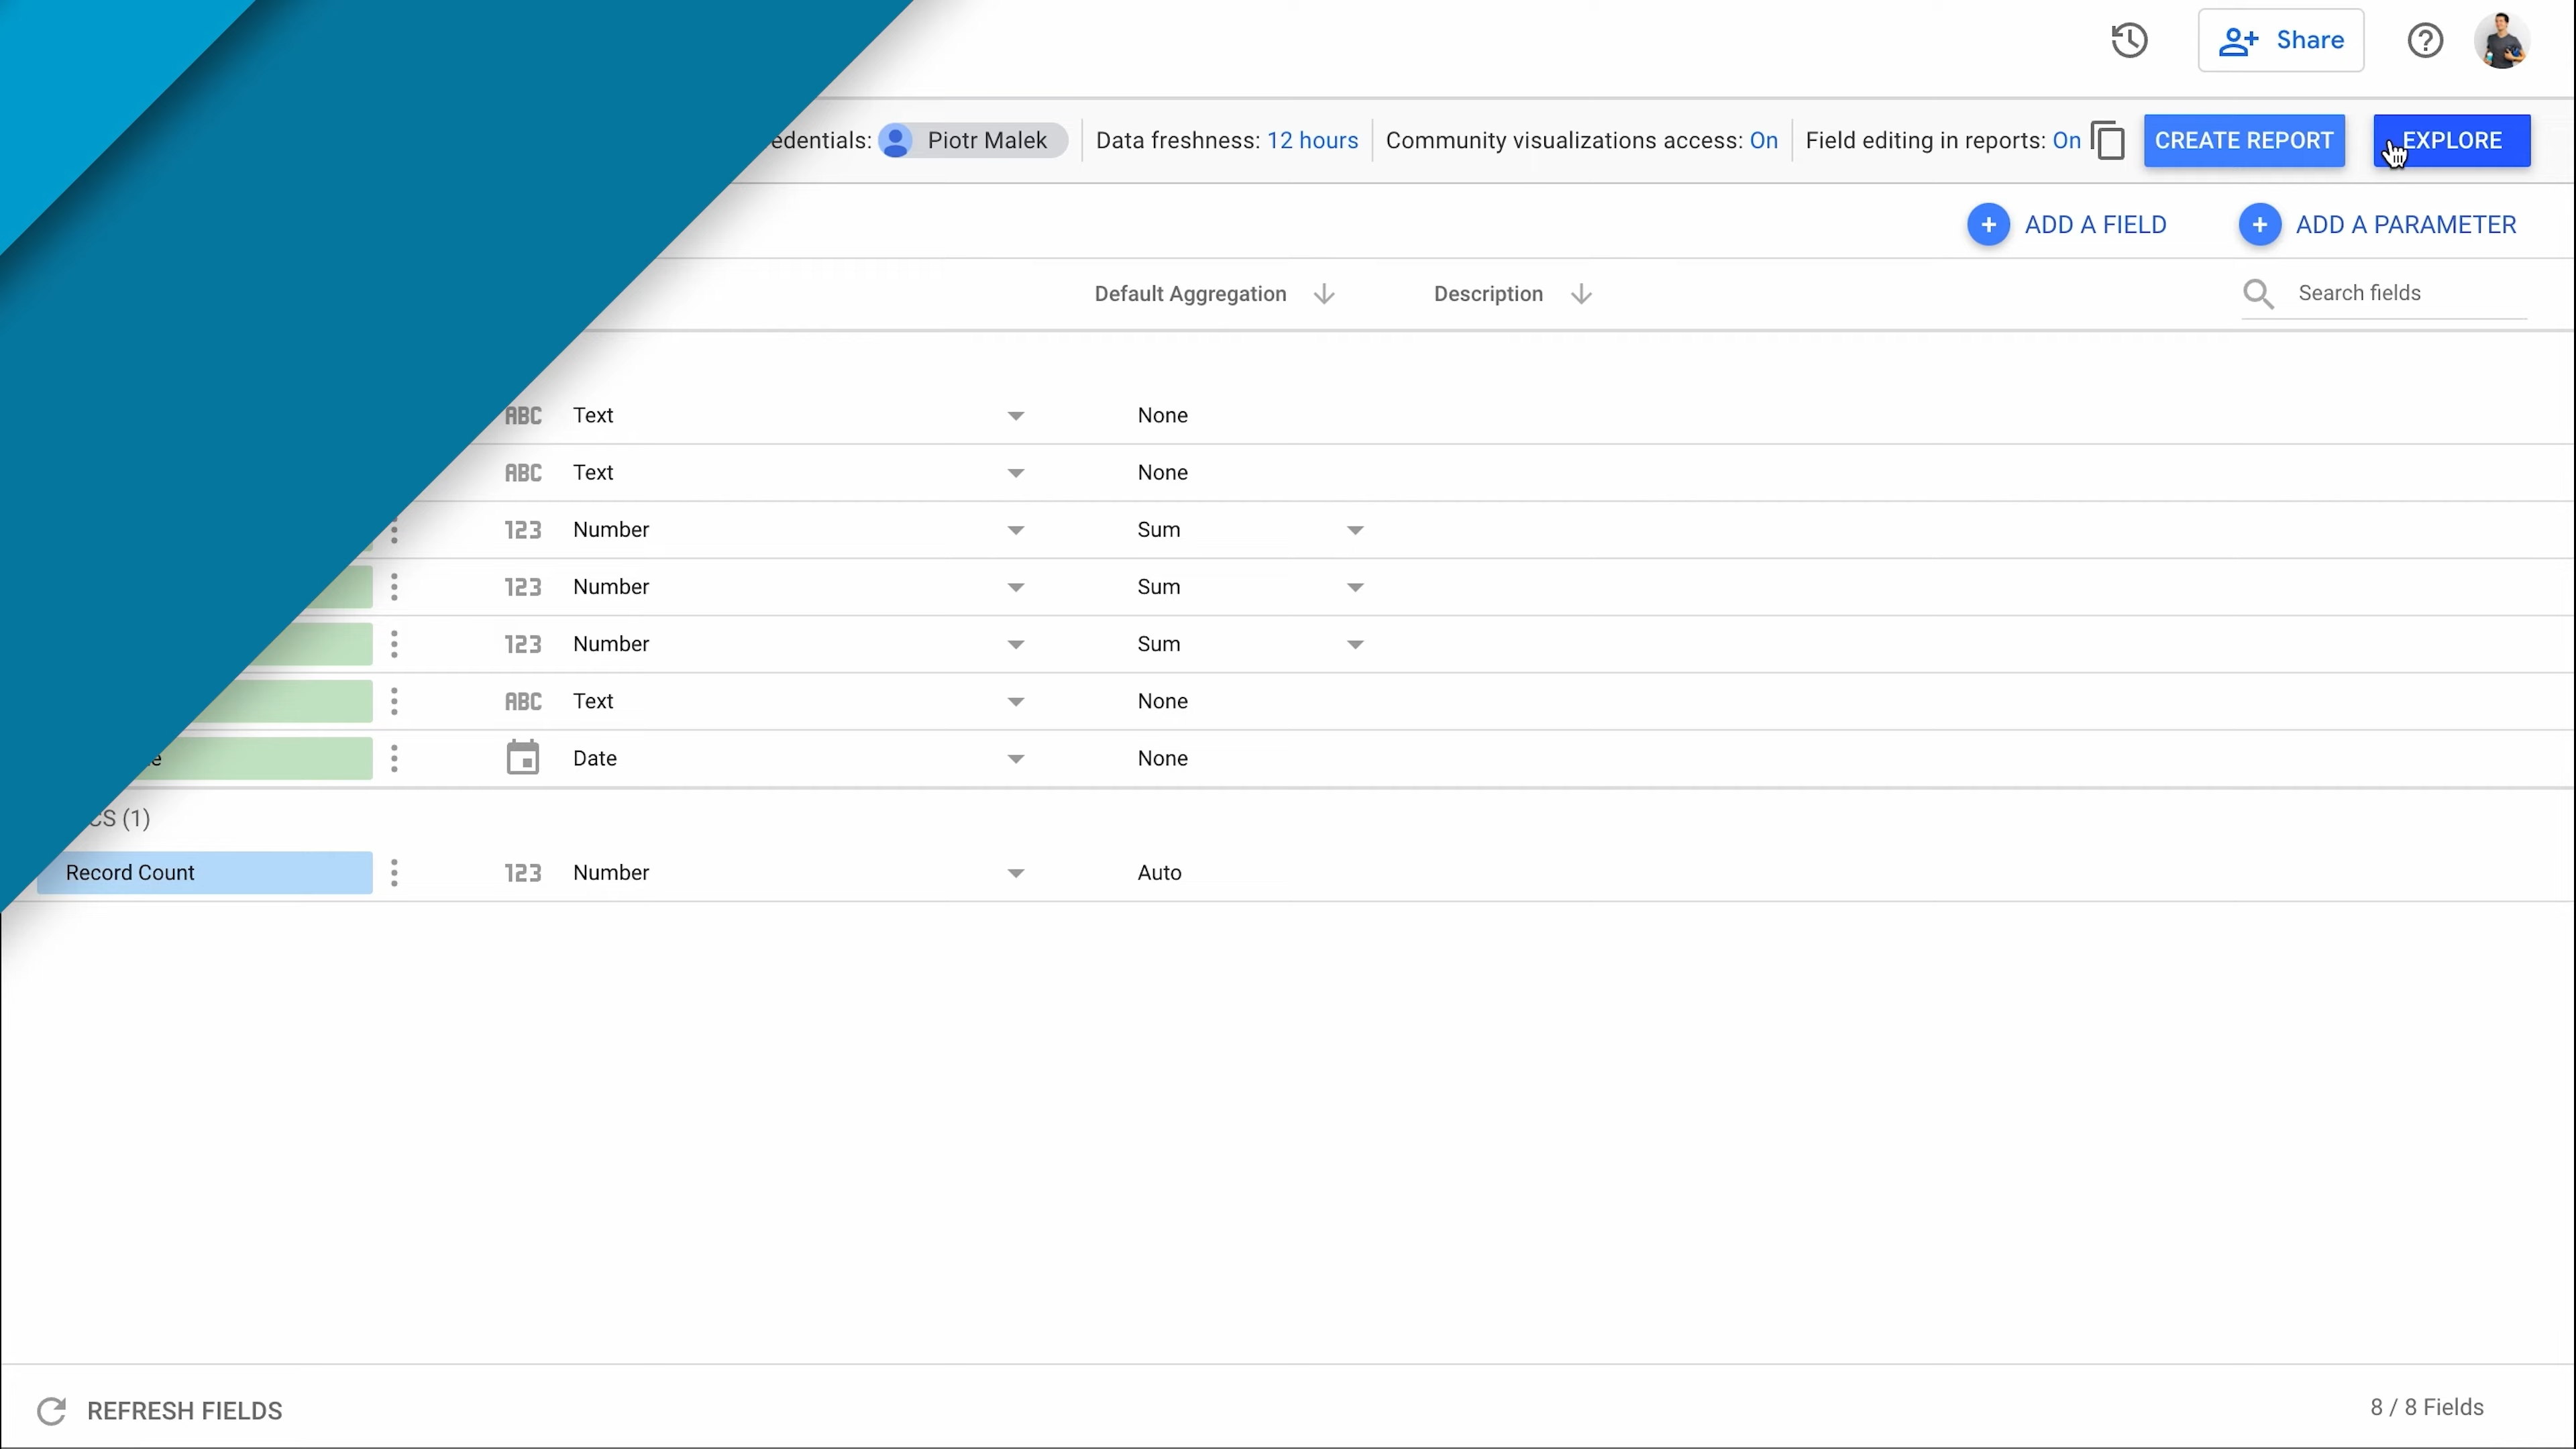 Share
Piotr Malek Data freshness: 12 hours Community visualizations access: On Field editing in reports: On CREATE REPORT EXPLORE
ADD A FIELD ADD A PARAMETER
Default Aggregation Description Search fields
ABC Text None
ABC Text None
123 Number Sum
123 Number Sum
123 Number Sum
ABC Text None
Date None
(1)
Record Count 123 Number Auto
REFRESH FIELDS 8 / 8 Fields